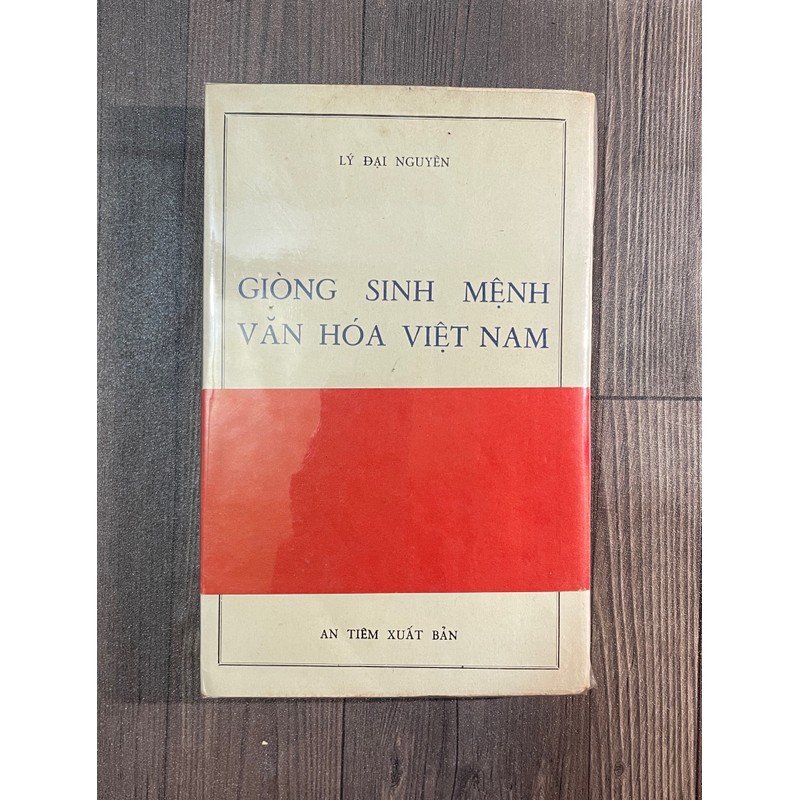 LÝ ĐẠI NGUYÊN
GIÒNG SINH MỆNH
VĂN HÓA VIỆT NAM
AN TIÊM XUẤT BẢN